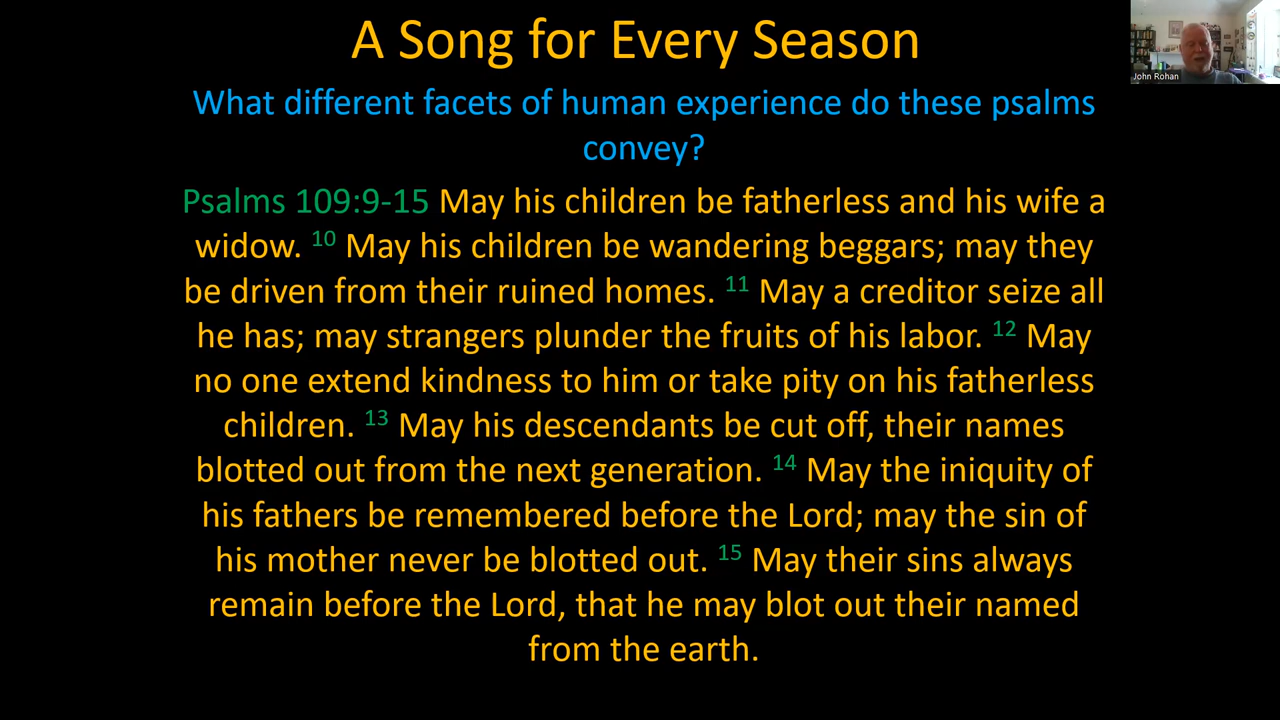 A Song for Every Season
John Rohan
What different facets of human experience do these psalms
convey?
Psalms 109:9-15 May his children be fatherless and his wife a
widow. 10 May his children be wandering beggars; may they
be driven from their ruined homes. 11 May a creditor seize all
he has; may strangers plunder the fruits of his labor. 12 May
no one extend kindness to him or take pity on his fatherless
children. 13 May his descendants be cut off, their names
blotted out from the next generation. 14 May the iniquity of
his fathers be remembered before the Lord; may the sin of
his mother never be blotted out. 15 May their sins always
remain before the Lord, that he may blot out their named
from the earth.